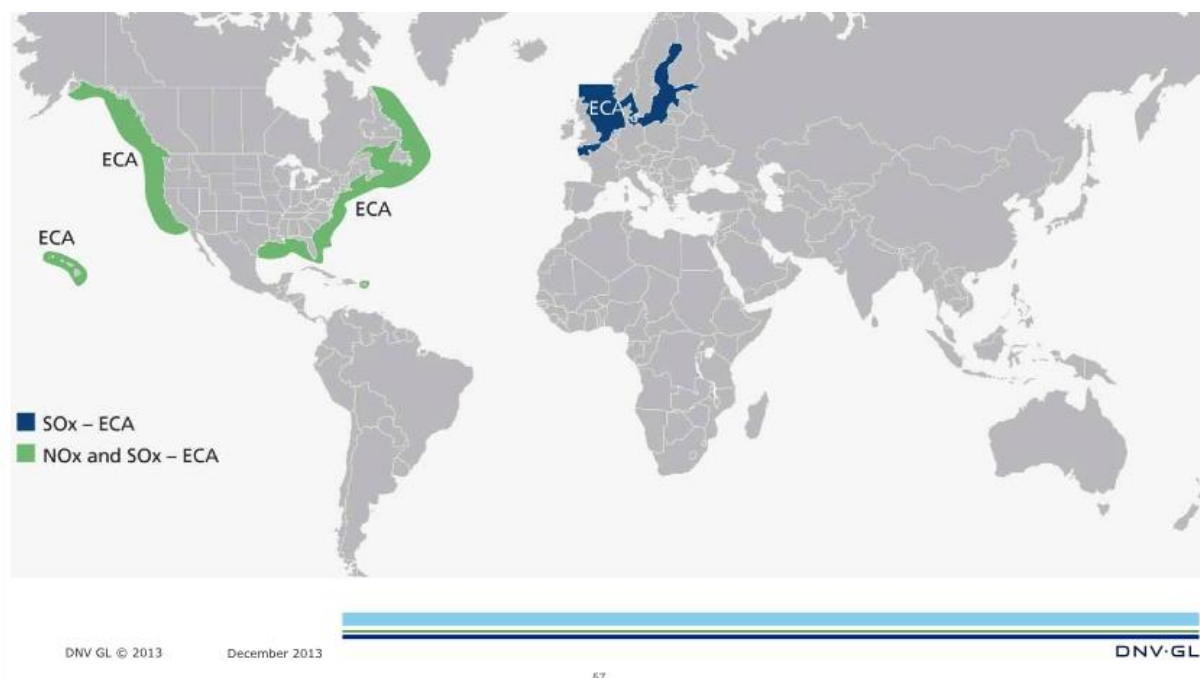 ECA
ECA
ECA
ECA
SOx – ECA
NOx and SOx – ECA
DNV GL © 2013
December 2013
DNV·GL
57